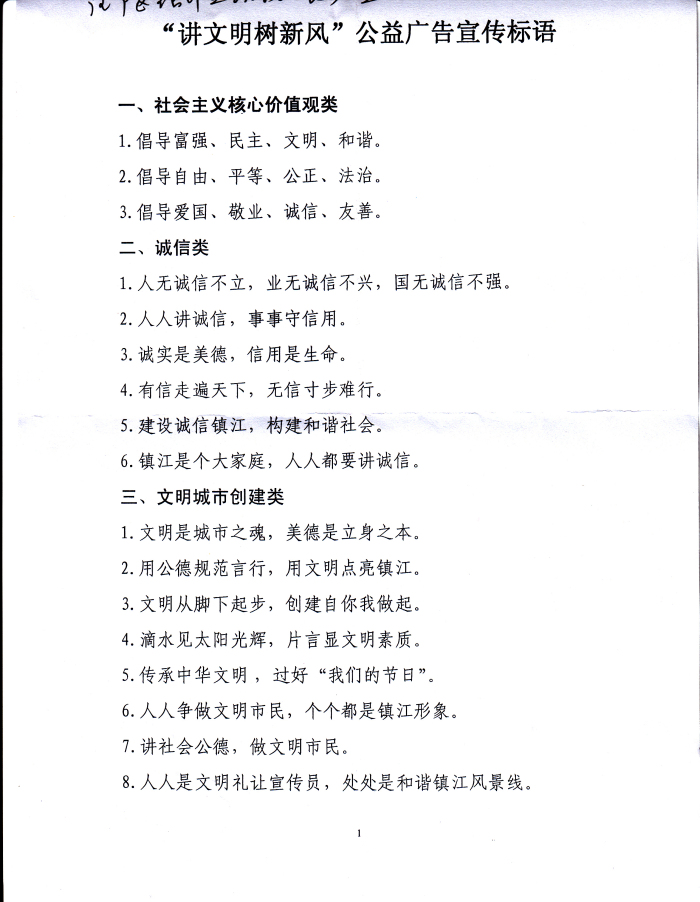 “讲文明树新风”公益广告宣传标语
一、社会主义核心价值观类
1.倡导富强、民主、文明、和谐。
2.倡导自由、平等、公正、法治。
3.倡导爱国、敬业、诚信、友善。
二、诚信类
1.人无诚信不立，业无诚信不兴，国无诚信不强。
2.人人讲诚信，事事守信用。
3.诚实是美德，信用是生命。
4.有信走遍天下，无信寸步难行。
5.建设诚信镇江，构建和谐社会。
6.镇江是个大家庭，人人都要讲诚信。
三、文明城市创建类
1.文明是城市之魂，美德是立身之本。
2.用公德规范言行，用文明点亮镇江。
3.文明从脚下起步，创建自你我做起。
4.滴水见太阳光辉，片言显文明素质。
5.传承中华文明，过好“我们的节日”。
6.人人争做文明市民，个个都是镇江形象。
7.讲社会公德，做文明市民。
8.人人是文明礼让宣传员，处处是和谐镇江风景线。
1